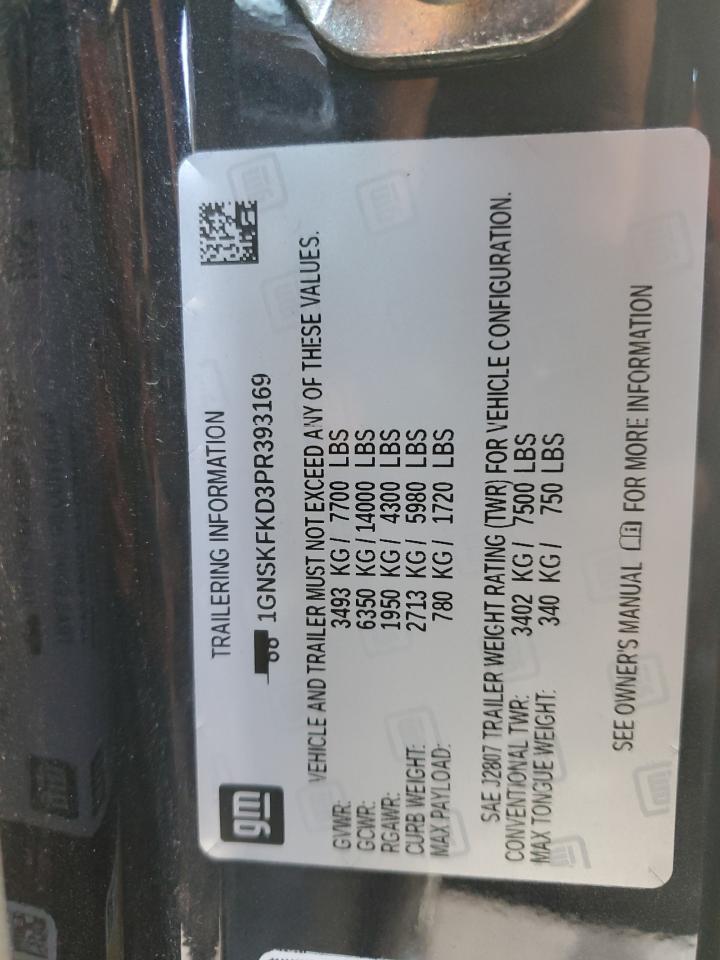 gm
TRAILERING INFORMATION
1GNSKFKD3PR393169
VEHICLE AND TRAILER MUST NOT EXCEED ANY OF THESE VALUES.
GVWR: 3493 KG / 7700 LBS
GCWR: 6350 KG / 14000 LBS
RGAWR: 1950 KG / 4300 LBS
CURB WEIGHT: 2713 KG / 5980 LBS
MAX PAYLOAD: 780 KG / 1720 LBS
SAE J2807 TRAILER WEIGHT RATING (TWR) FOR VEHICLE CONFIGURATION.
CONVENTIONAL TWR: 3402 KG / 7500 LBS
MAX TONGUE WEIGHT: 340 KG / 750 LBS
SEE OWNER'S MANUAL FOR MORE INFORMATION